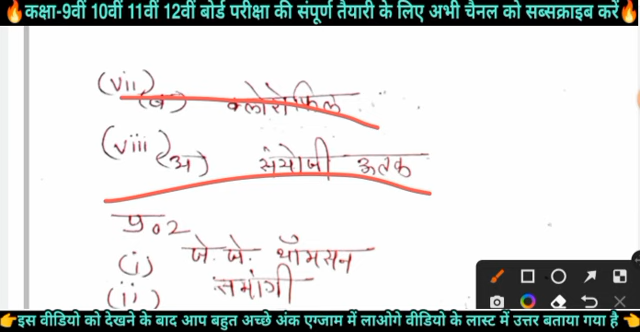 🔥कक्षा-9वीं 10वीं 11वीं 12वीं बोर्ड परीक्षा की संपूर्ण तैयारी के लिए अभी चैनल को सब्सक्राइब करें🔥
(vii)
(ब) क्लोरोफिल
(viii)
(अ) संयोजी ऊतक
प्र०2
(i) जे. जे. थॉमसन
(ii) समांगी
👉इस वीडियो को देखने के बाद आप बहुत अच्छे अंक एग्जाम में लाओगे वीडियो के लास्ट में उत्तर बताया गया है👈